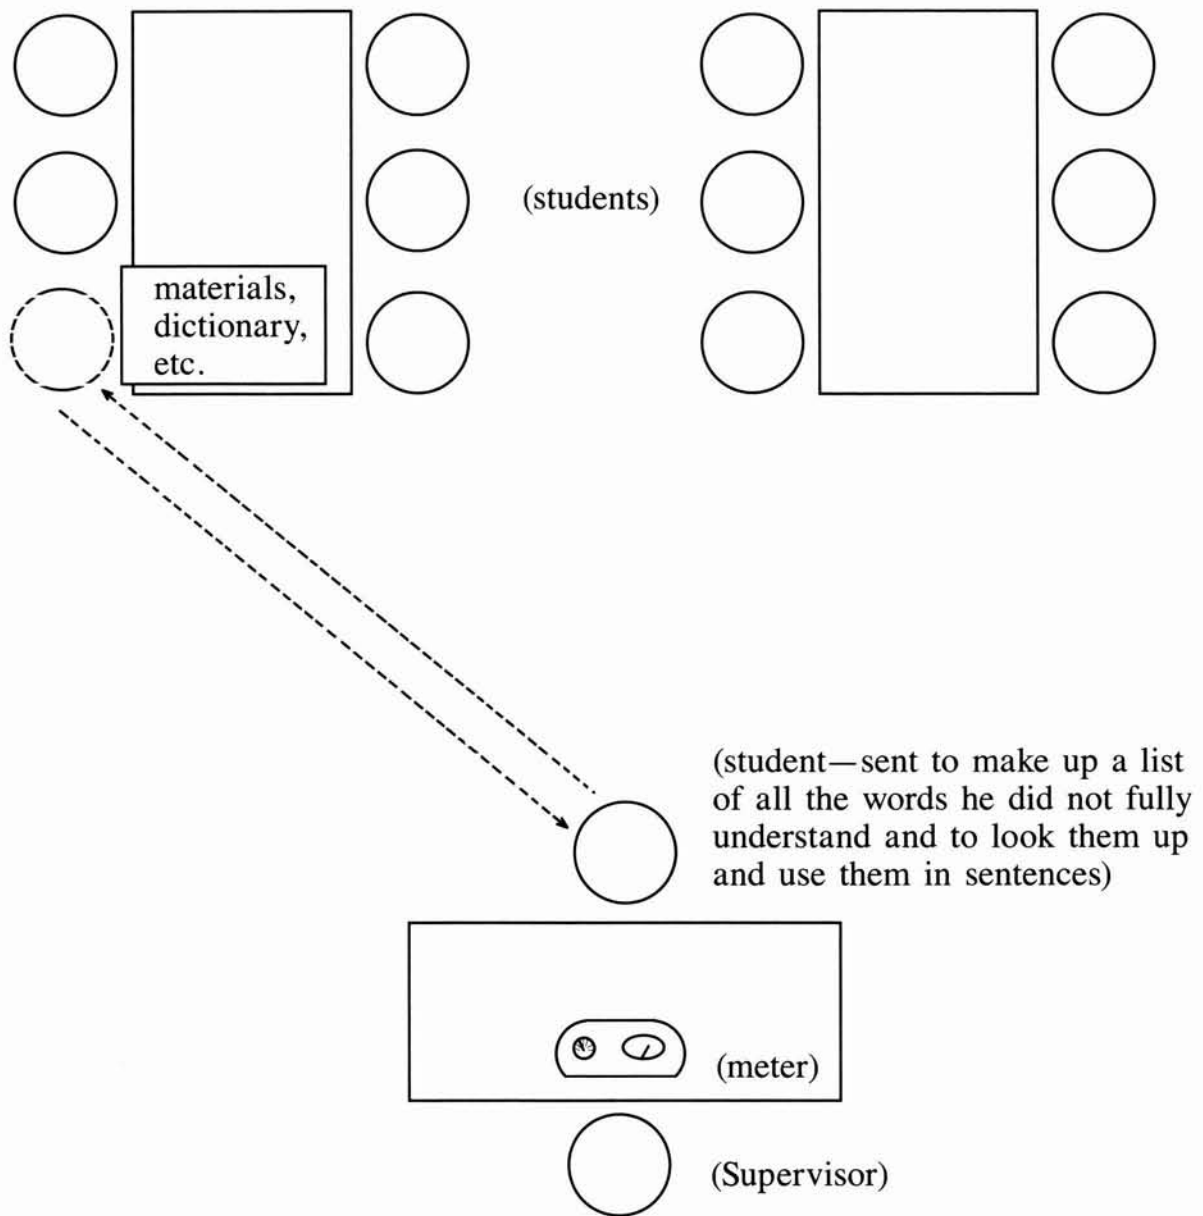 (students)
materials,
dictionary,
etc.
(student—sent to make up a list
of all the words he did not fully
understand and to look them up
and use them in sentences)
(meter)
(Supervisor)